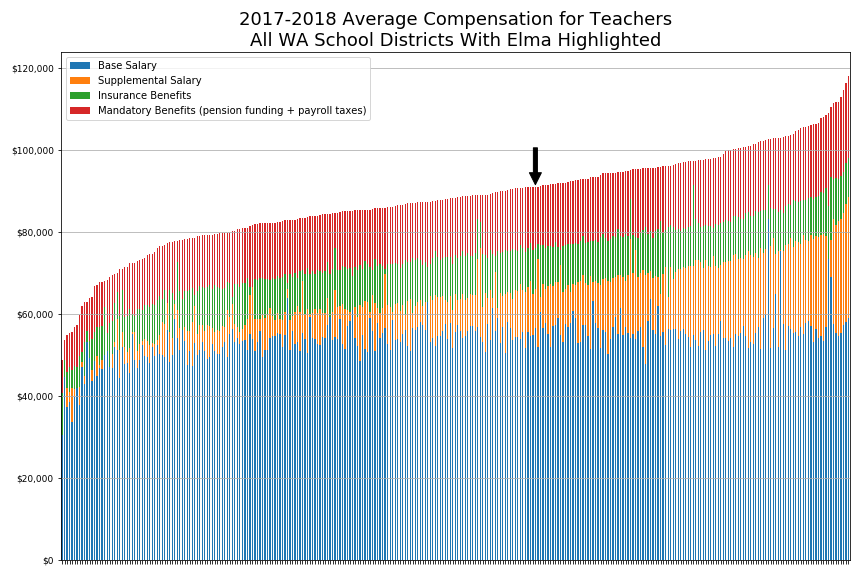 2017-2018 Average Compensation for Teachers
All WA School Districts With Elma Highlighted
$120,000
$100,000
$80,000
$60,000
$40,000
$20,000
$0
Base Salary
Supplemental Salary
Insurance Benefits
Mandatory Benefits (pension funding + payroll taxes)